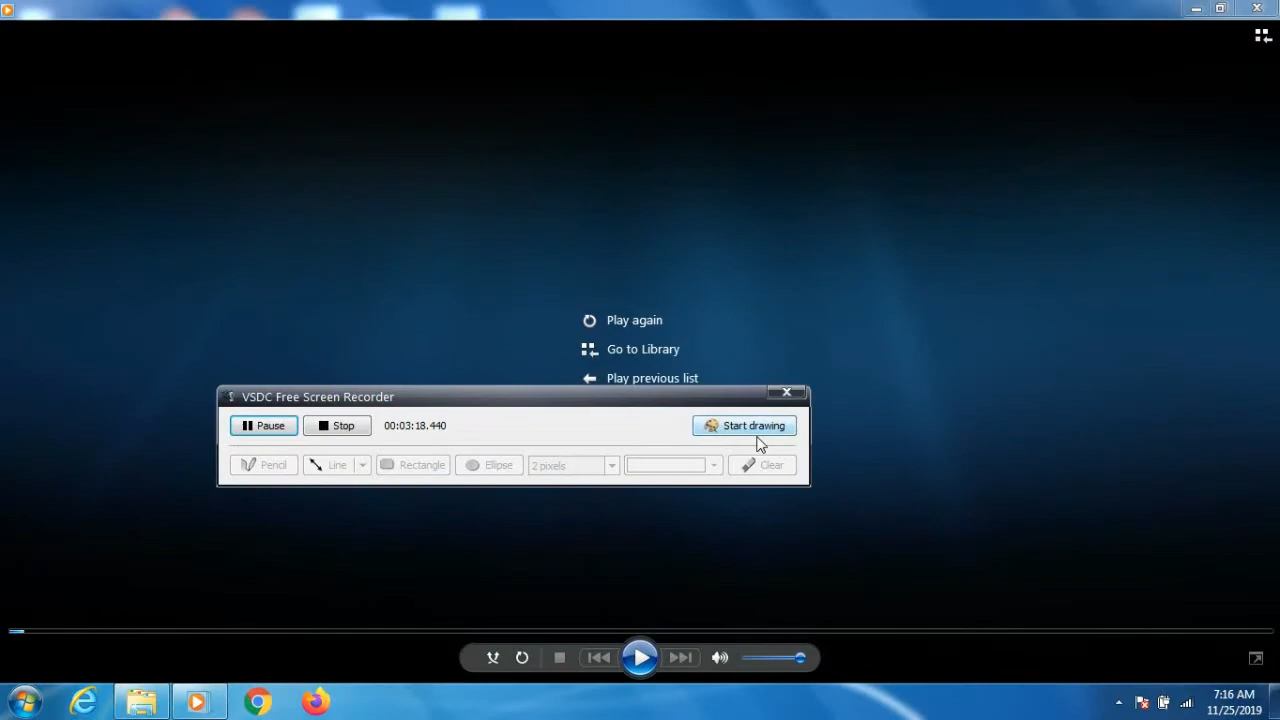 Play again
Go to Library
Play previous list
VSDC Free Screen Recorder
Pause Stop 00:03:18.440 Start drawing
Pencil Line Rectangle Ellipse 2 pixels Clear
7:16 AM
11/25/2019